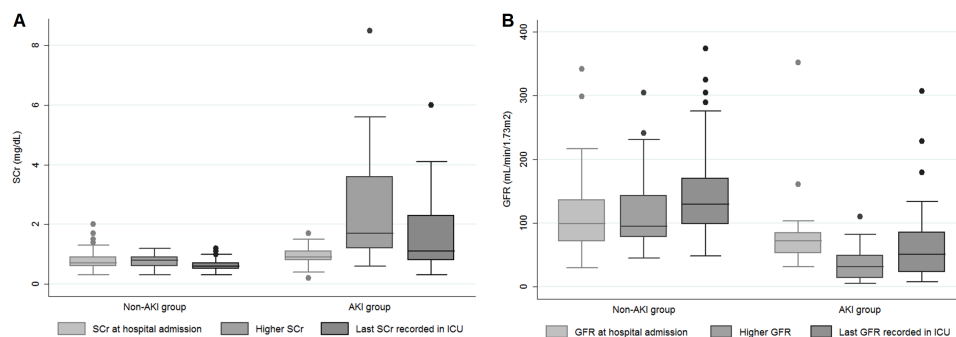 A
SCr (mg/dL)
8
6
4
2
0
Non-AKI group
AKI group
SCr at hospital admission
Higher SCr
Last SCr recorded in ICU
B
GFR (mL/min/1.73m2)
400
300
200
100
0
Non-AKI group
AKI group
GFR at hospital admission
Higher GFR
Last GFR recorded in ICU